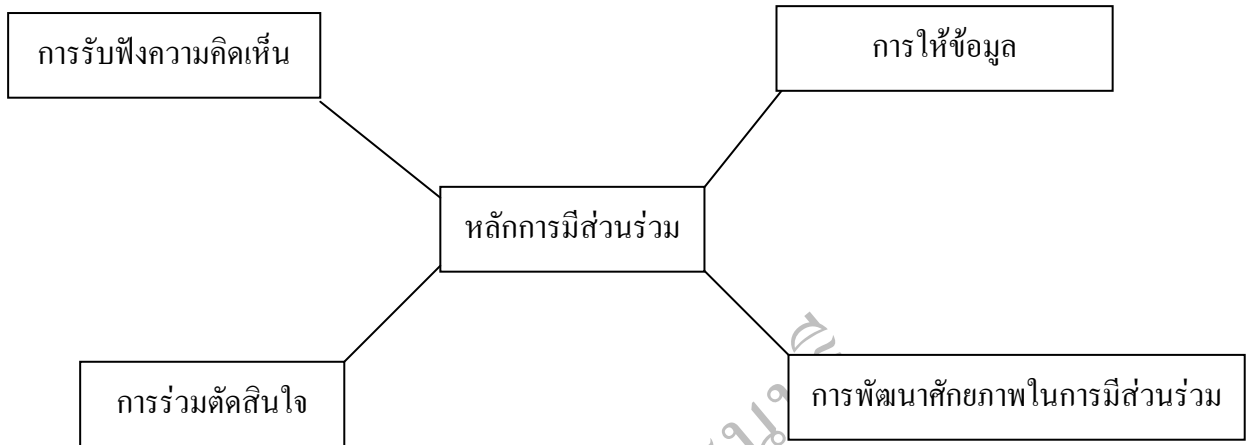 การรับฟังความคิดเห็น
การให้ข้อมูล
หลักการมีส่วนร่วม
การร่วมตัดสินใจ
การพัฒนาศักยภาพในการมีส่วนร่วม